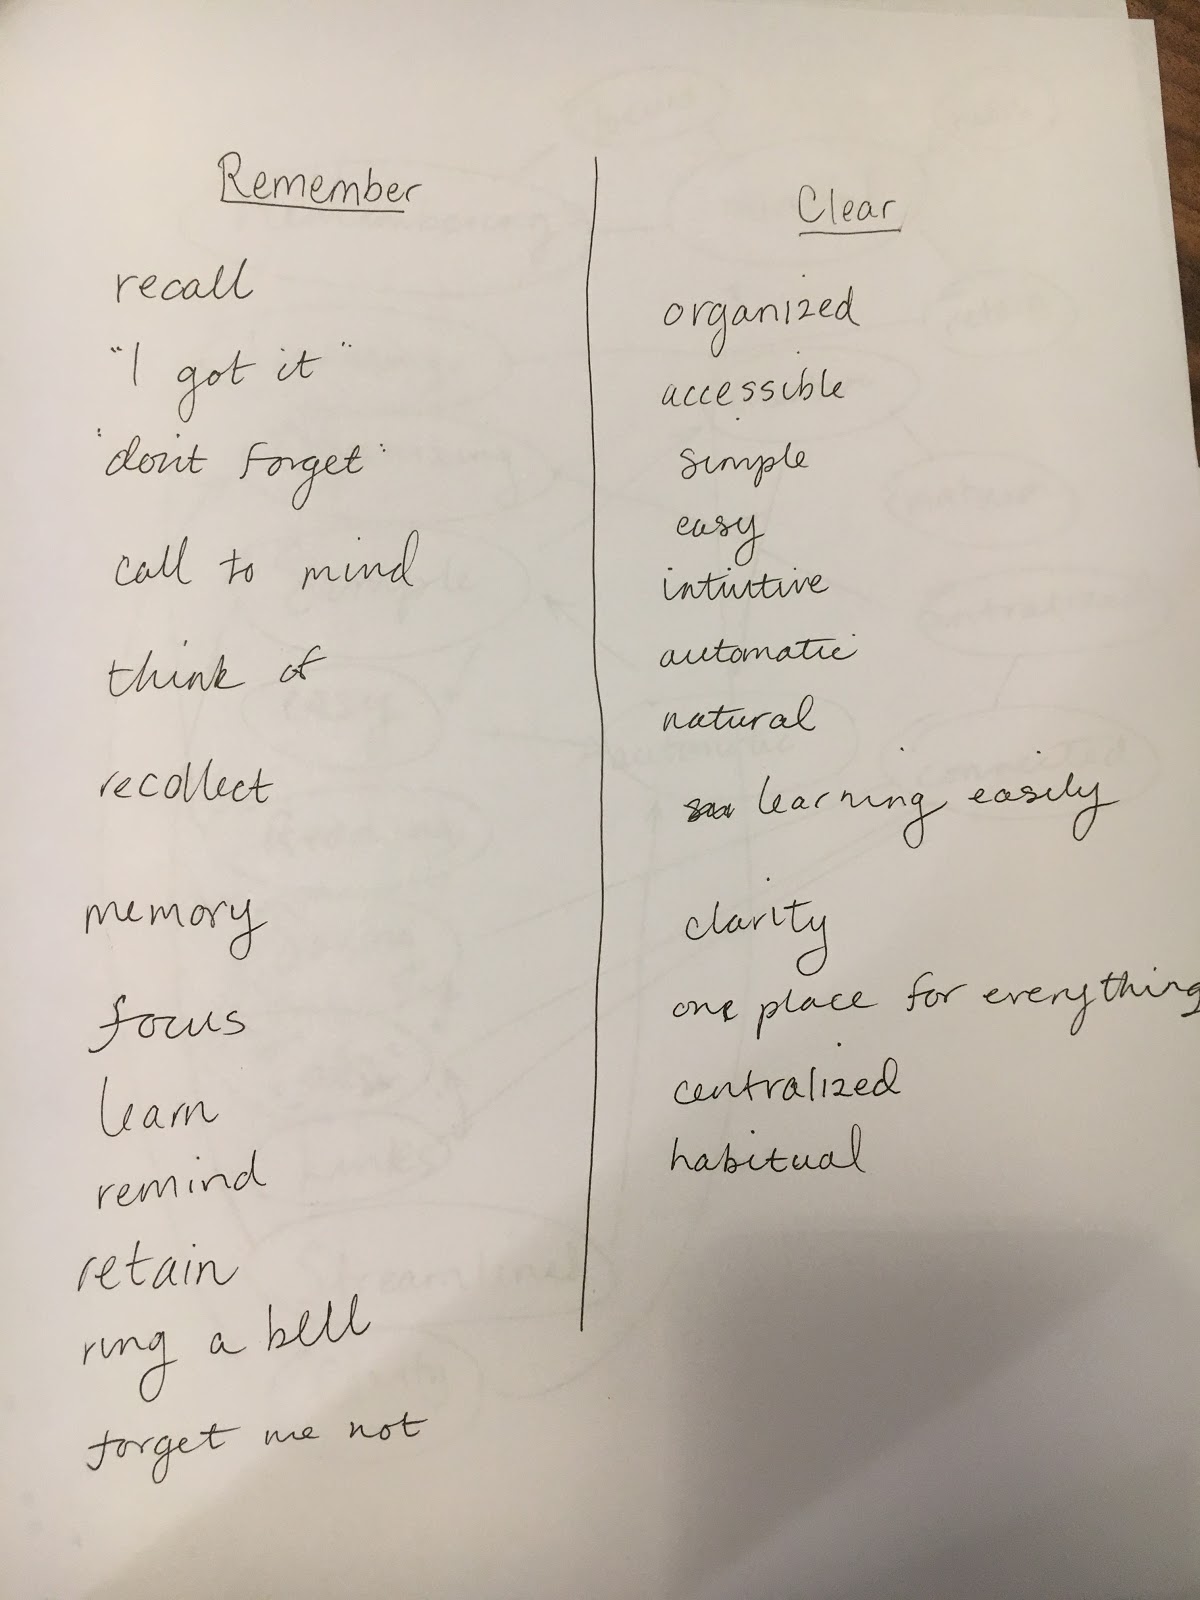 Remember
recall
"I got it"
"don't forget"
call to mind
think of
recollect
memory
focus
learn
remind
retain
ring a bell
forget me not
Clear
organized
accessible
simple
easy
intuitive
automatic
natural
learning easily
clarity
one place for everything
centralized
habitual